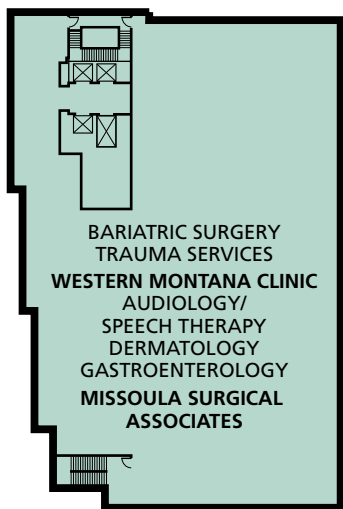 BARIATRIC SURGERY
TRAUMA SERVICES
WESTERN MONTANA CLINIC
AUDIOLOGY/
SPEECH THERAPY
DERMATOLOGY
GASTROENTEROLOGY
MISSOULA SURGICAL
ASSOCIATES